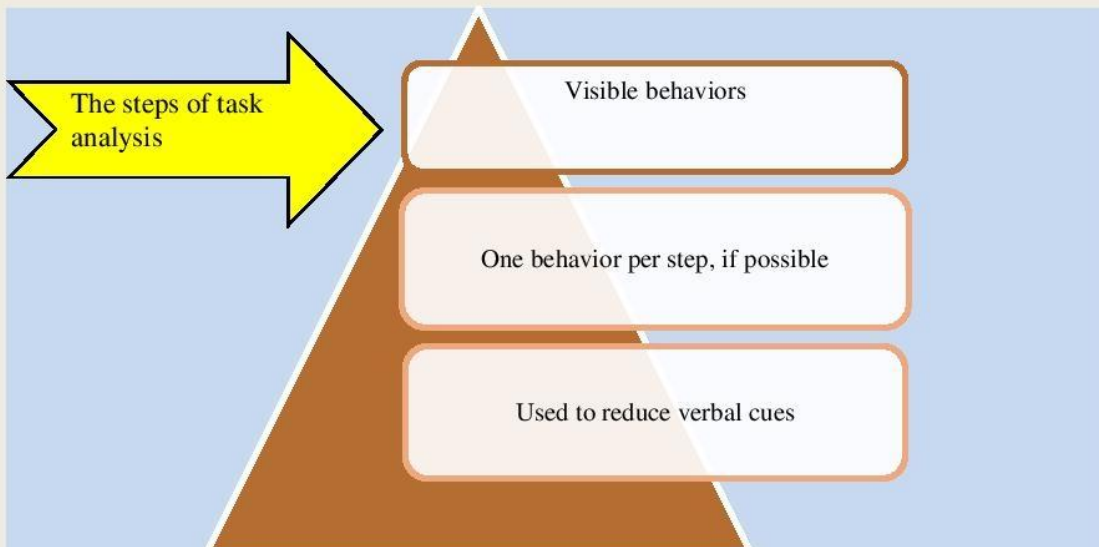 The steps of task
analysis
Visible behaviors
One behavior per step, if possible
Used to reduce verbal cues